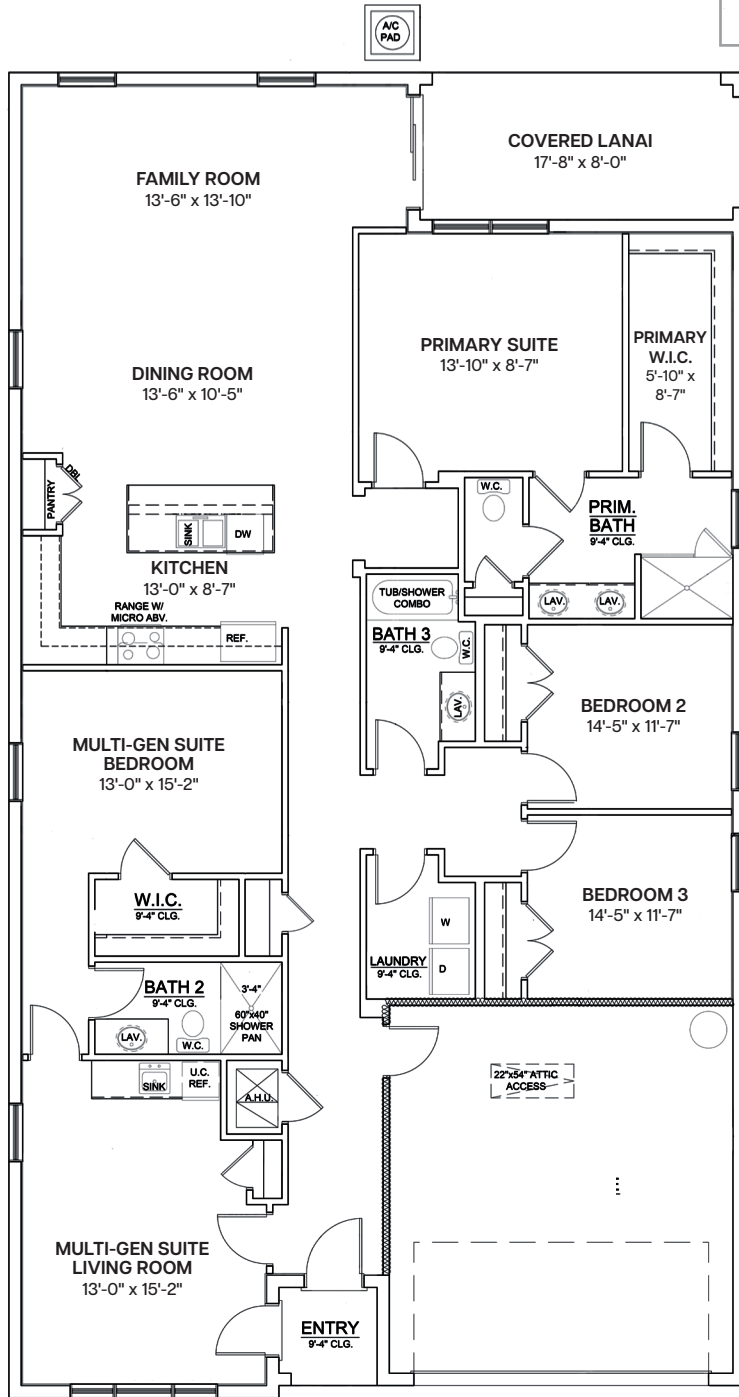 A/C
PAD
COVERED LANAI
17'-8" x 8'-0"
FAMILY ROOM
13'-6" x 13'-10"
PRIMARY SUITE
13'-10" x 8'-7"
PRIMARY
W.I.C.
5'-10" x
8'-7"
DINING ROOM
13'-6" x 10'-5"
DBL
PANTRY
SINK
DW
W.C.
PRIM.
BATH
9'-4" CLG.
KITCHEN
13'-0" x 8'-7"
RANGE W/
MICRO ABV.
REF.
TUB/SHOWER
COMBO
LAV.
LAV.
BATH 3
9'-4" CLG.
W.C.
LAV.
BEDROOM 2
14'-5" x 11'-7"
MULTI-GEN SUITE
BEDROOM
13'-0" x 15'-2"
W.I.C.
9'-4" CLG.
BEDROOM 3
14'-5" x 11'-7"
W
D
LAUNDRY
9'-4" CLG.
BATH 2
9'-4" CLG.
3'-4"
60"x40"
SHOWER
PAN
LAV.
W.C.
SINK
U.C.
REF.
A.H.U.
22"x54" ATTIC
ACCESS
MULTI-GEN SUITE
LIVING ROOM
13'-0" x 15'-2"
ENTRY
9'-4" CLG.